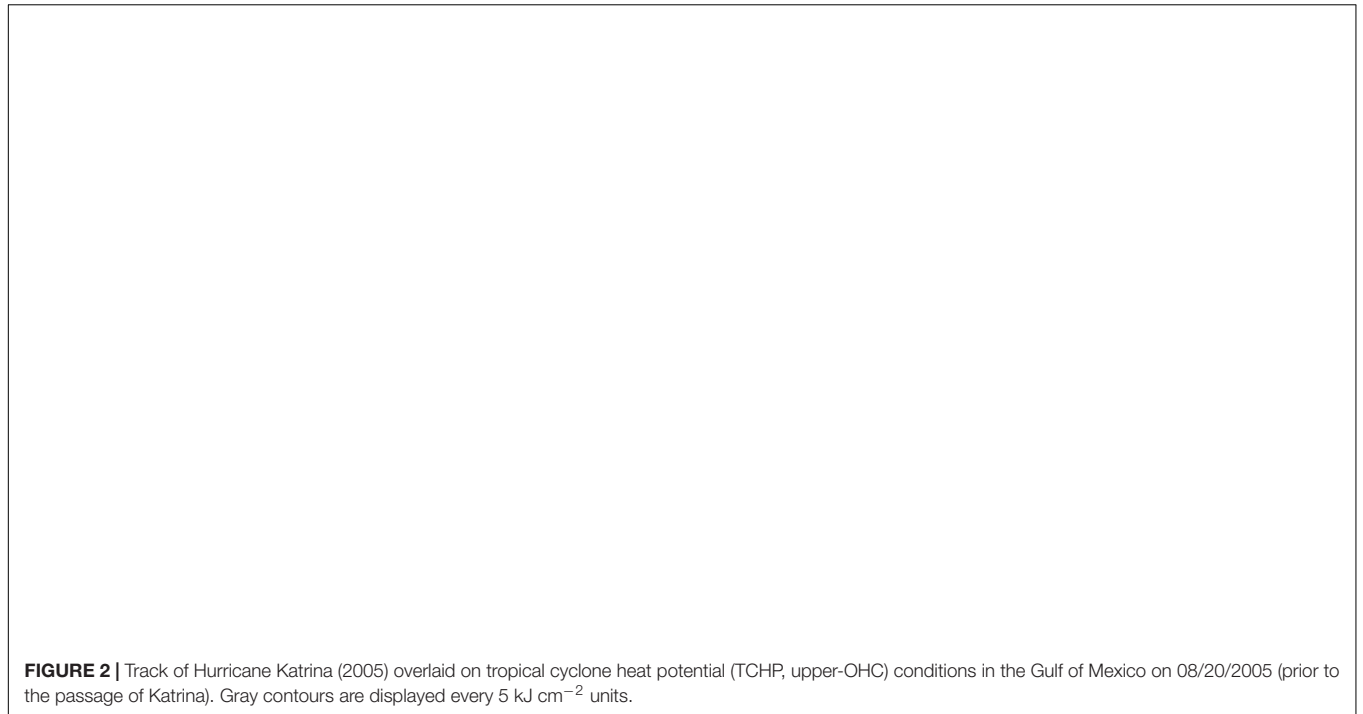 FIGURE 2 | Track of Hurricane Katrina (2005) overlaid on tropical cyclone heat potential (TCHP, upper-OHC) conditions in the Gulf of Mexico on 08/20/2005 (prior to
the passage of Katrina). Gray contours are displayed every 5 kJ cm−2 units.